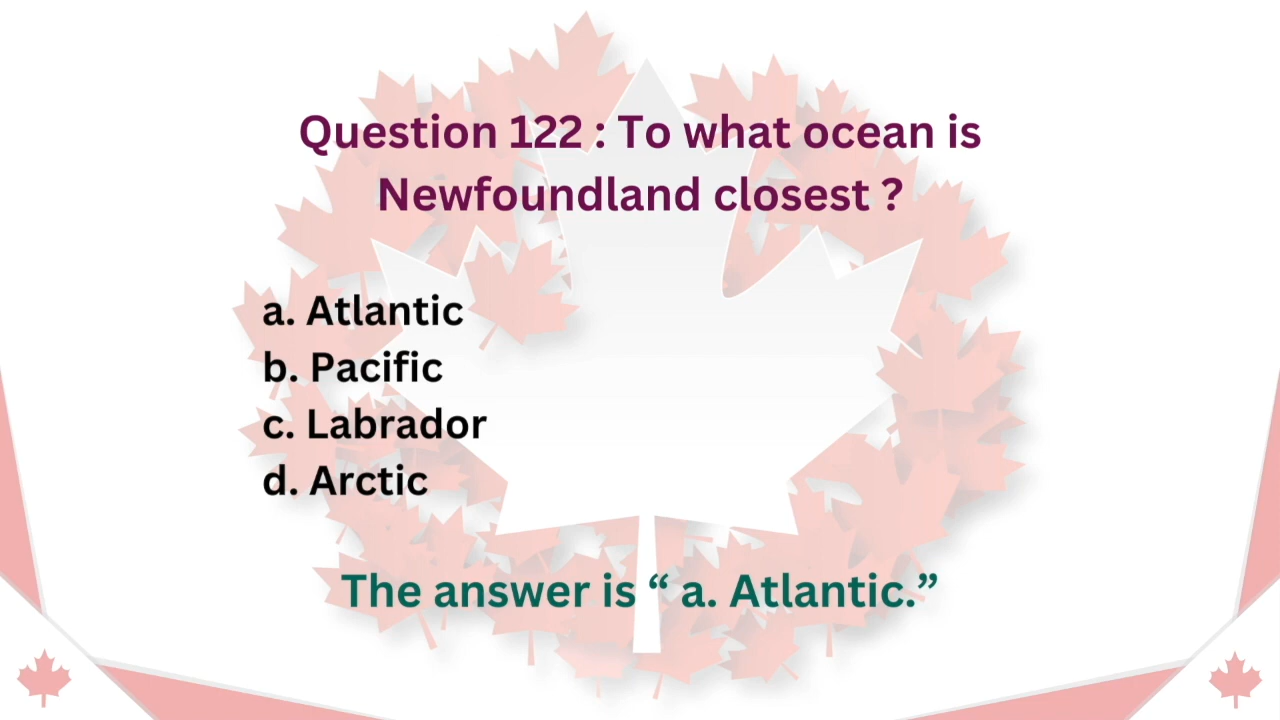 Question 122 : To what ocean is
Newfoundland closest ?
a. Atlantic
b. Pacific
c. Labrador
d. Arctic
The answer is “ a. Atlantic.”